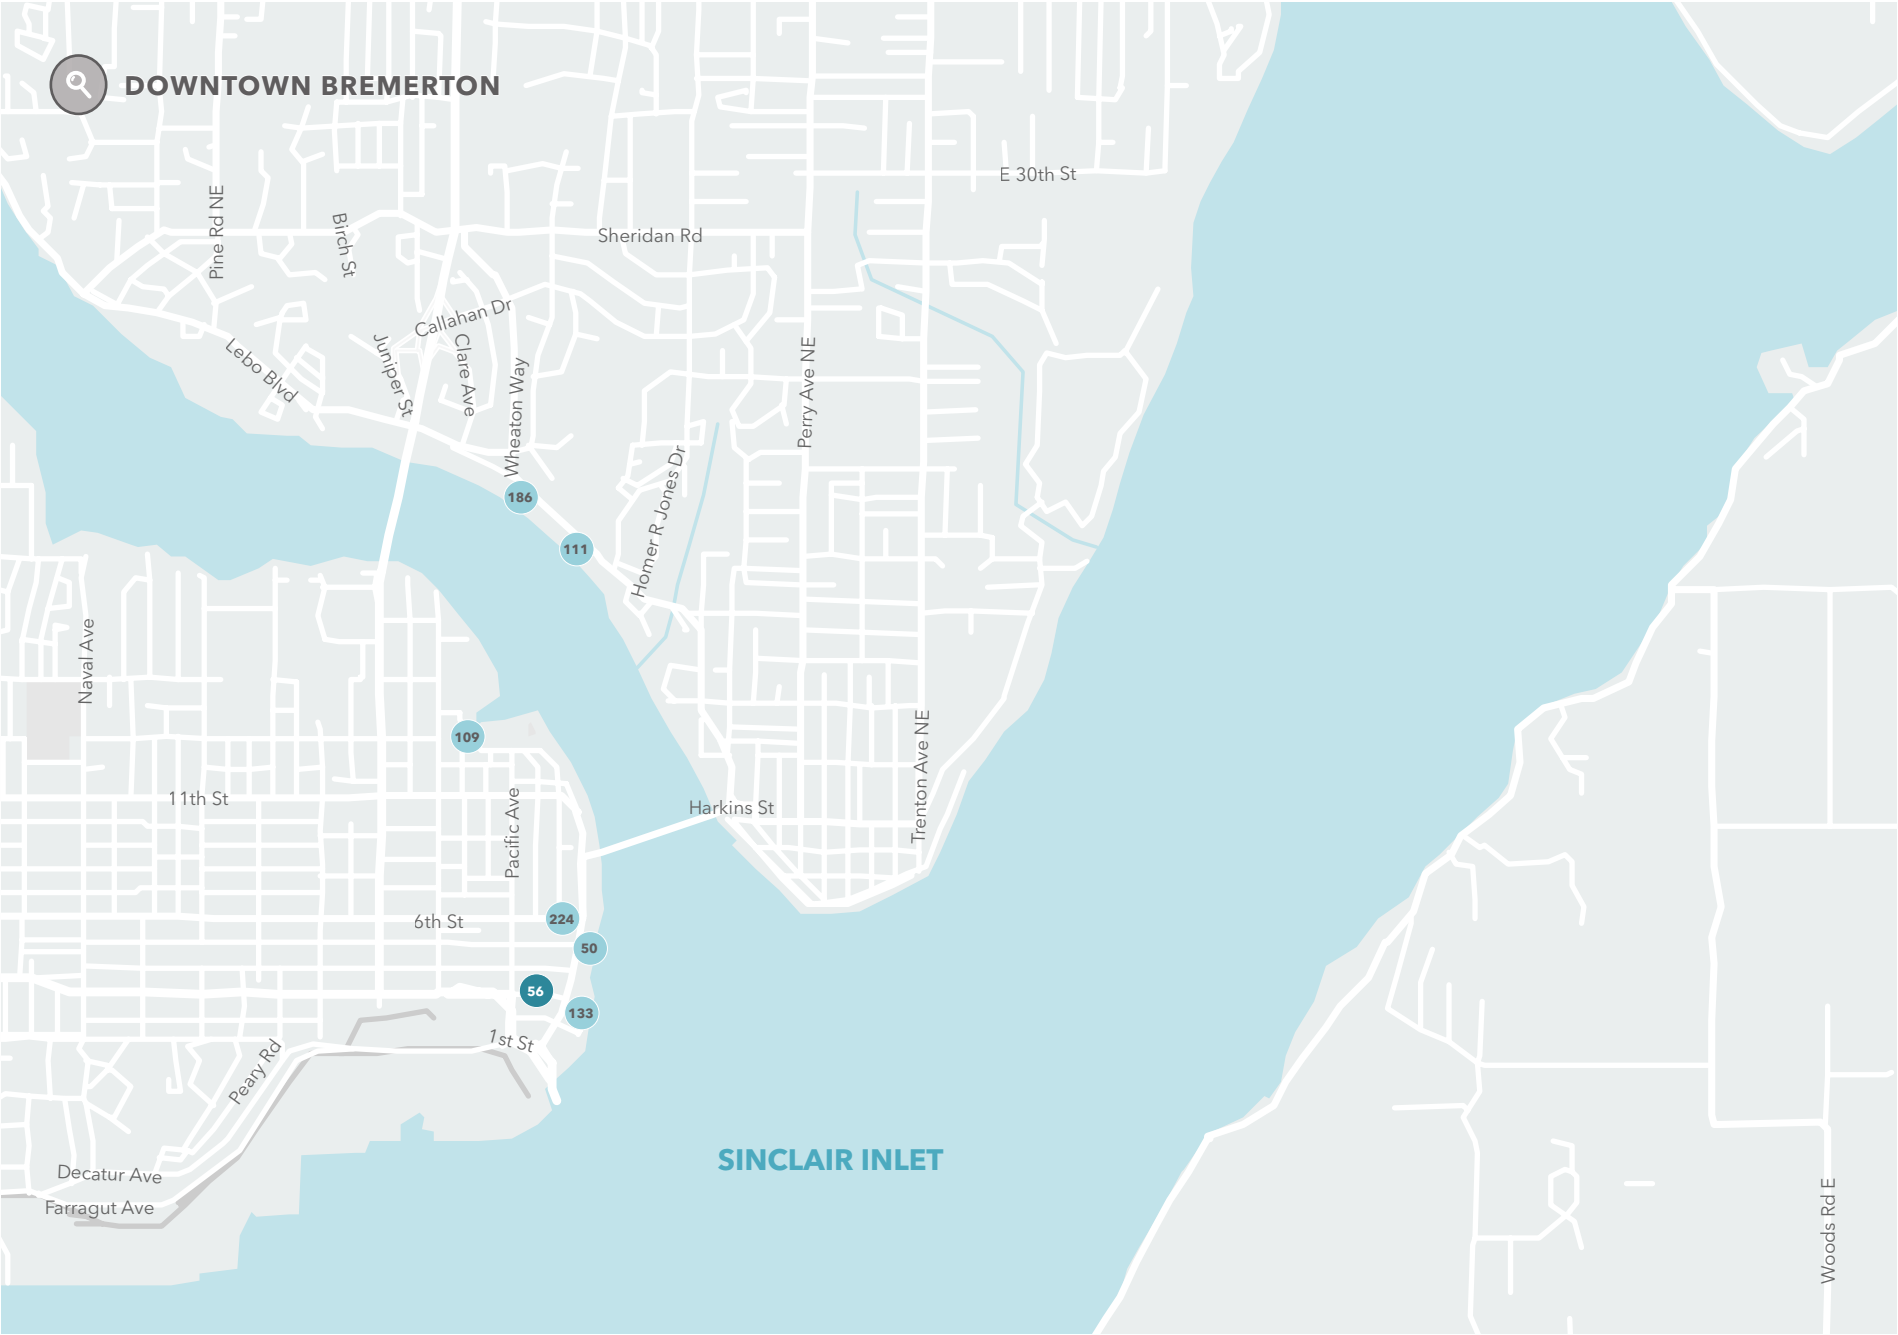 DOWNTOWN BREMERTON
E 30th St
Pine Rd NE
Birch St
Sheridan Rd
Callahan Dr
Lebo Blvd
Juniper St
Clare Ave
Wheaton Way
Perry Ave NE
186
Homer R Jones Dr
111
Naval Ave
109
11th St
Pacific Ave
Harkins St
Trenton Ave NE
6th St
224
50
56
133
1st St
Peary Rd
SINCLAIR INLET
Decatur Ave
Farragut Ave
Woods Rd E